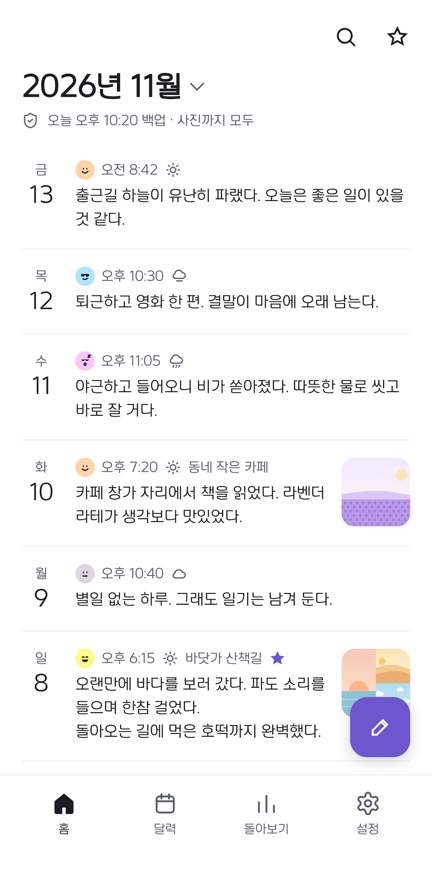 2026년 11월
오늘 오후 10:20 백업 · 사진까지 모두
금
13
오전 8:42
출근길 하늘이 유난히 파랬다. 오늘은 좋은 일이 있을
것 같다.
목
12
오후 10:30
퇴근하고 영화 한 편. 결말이 마음에 오래 남는다.
수
11
오후 11:05
야근하고 들어오니 비가 쏟아졌다. 따뜻한 물로 씻고
바로 잘 거다.
화
10
오후 7:20 동네 작은 카페
카페 창가 자리에서 책을 읽었다. 라벤더
라테가 생각보다 맛있었다.
월
9
오후 10:40
별일 없는 하루. 그래도 일기는 남겨 둔다.
일
8
오후 6:15 바닷가 산책길
오랜만에 바다를 보러 갔다. 파도 소리를
들으며 한참 걸었다.
돌아오는 길에 먹은 호떡까지 완벽했다.
홈 달력 돌아보기 설정